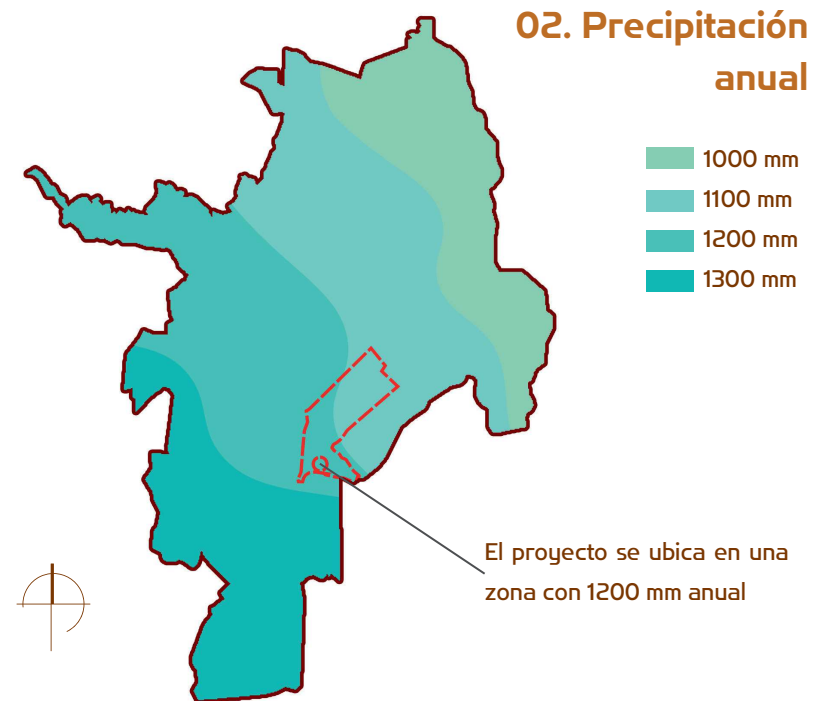 02. Precipitación
anual
1000 mm
1100 mm
1200 mm
1300 mm
El proyecto se ubica en una
zona con 1200 mm anual